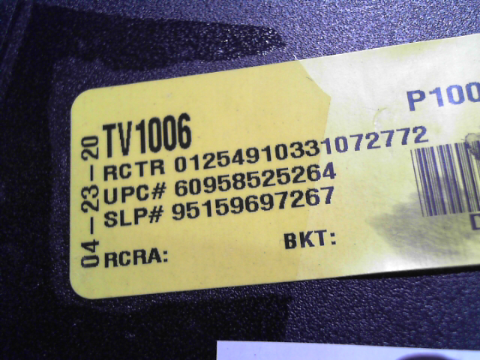 P100
04-23-20
TV1006
RCTR 01254910331072772
UPC# 60958525264
SLP# 95159697267
RCRA:
BKT: